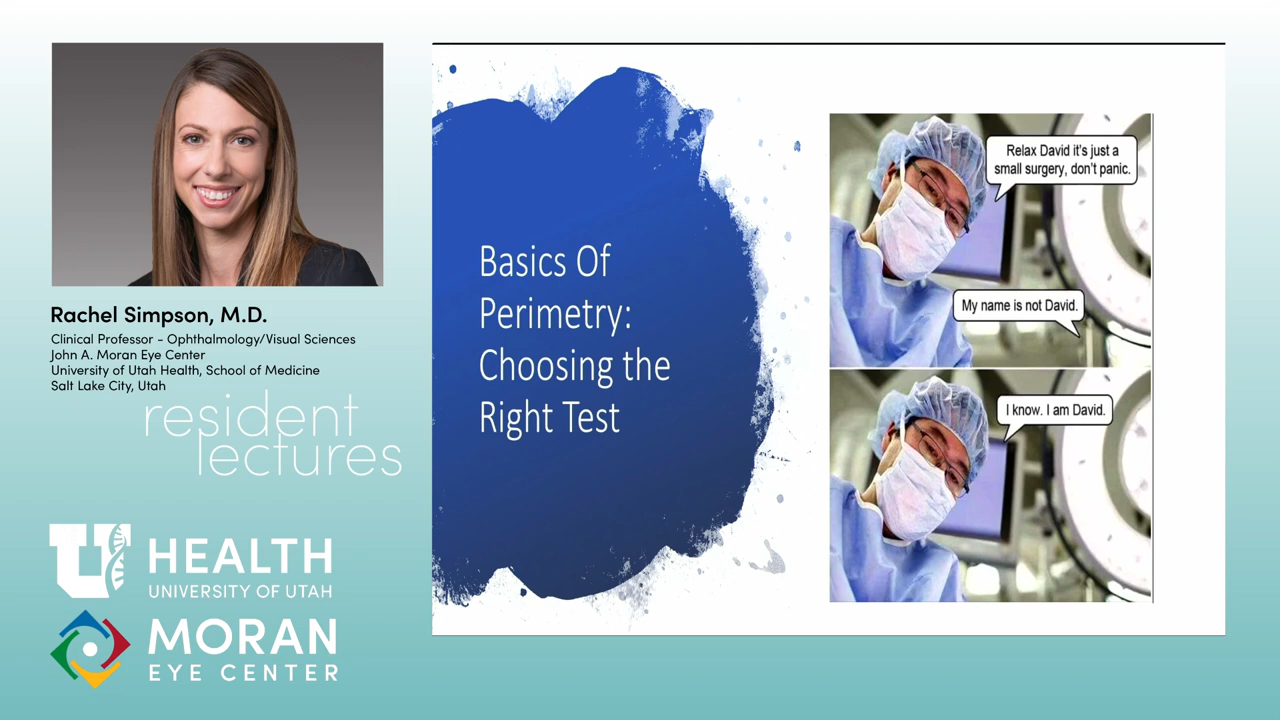 Rachel Simpson, M.D.
Clinical Professor - Ophthalmology/Visual Sciences
John A. Moran Eye Center
University of Utah Health, School of Medicine
Salt Lake City, Utah
resident
lectures
U HEALTH
UNIVERSITY OF UTAH
MORAN
EYE CENTER
Basics Of
Perimetry:
Choosing the
Right Test
Relax David it's just a
small surgery, don't panic.
My name is not David.
I know. I am David.